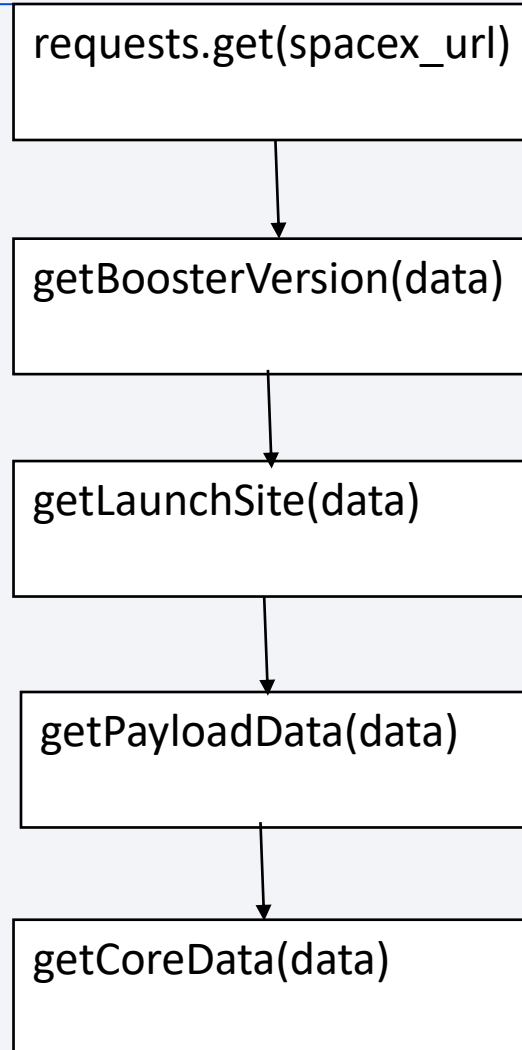 requests.get(spacex_url)
getBoosterVersion(data)
getLaunchSite(data)
getPayloadData(data)
getCoreData(data)